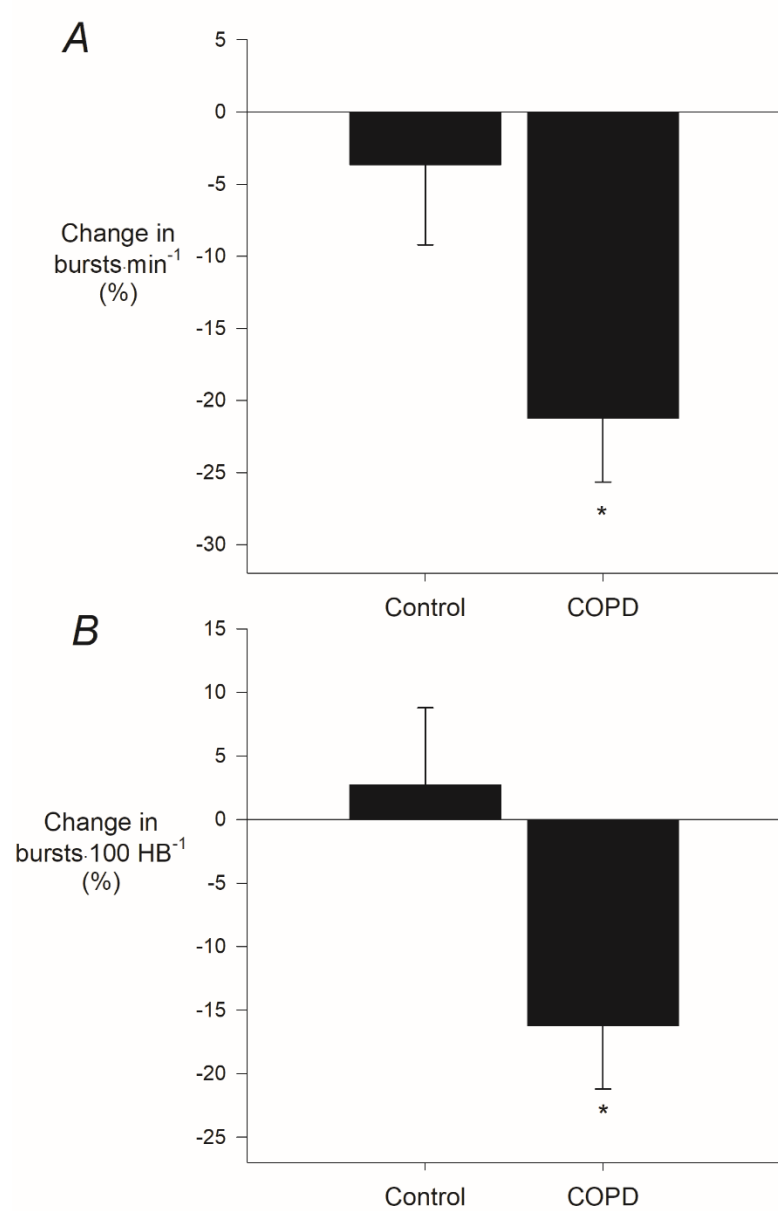 A
5
0
-5
-10
-15
-20
-25
-30
Change in
bursts·min⁻¹
(%)
*
Control COPD
B
15
10
5
0
-5
-10
-15
-20
-25
Change in
bursts·100 HB⁻¹
(%)
*
Control COPD